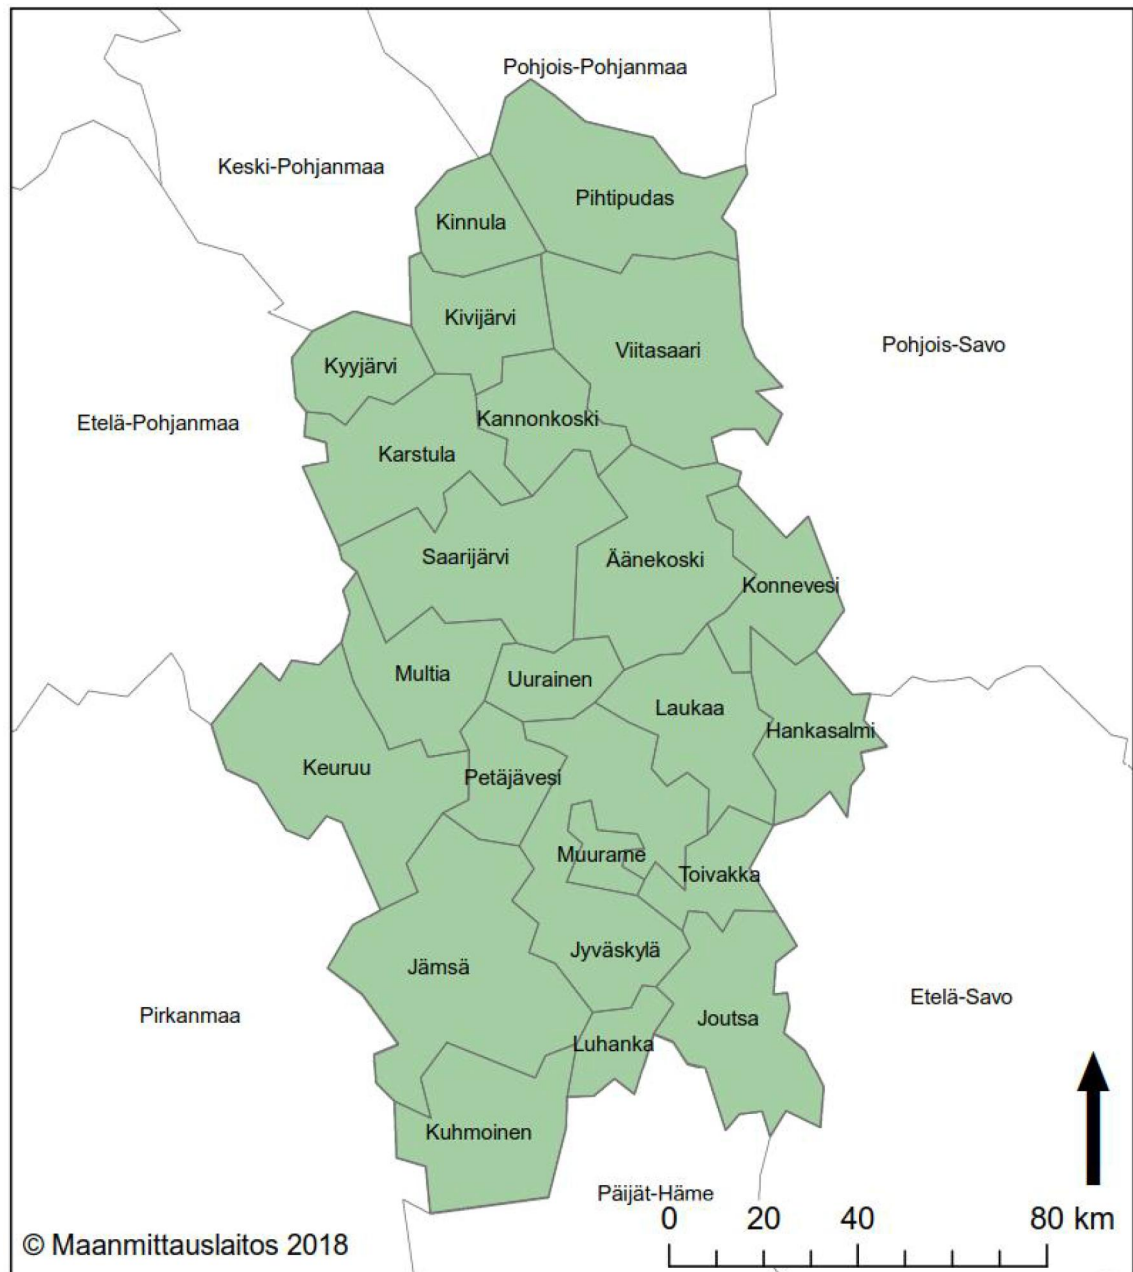 Pohjois-Pohjanmaa
Keski-Pohjanmaa
Pihtipudas
Kinnula
Kivijärvi
Pohjois-Savo
Viitasaari
Kyyjärvi
Etelä-Pohjanmaa
Kannonkoski
Karstula
Saarijärvi
Äänekoski
Konnevesi
Multia
Uurainen
Laukaa
Hankasalmi
Keuruu
Petäjävesi
Muurame
Toivakka
Jyväskylä
Jämsä
Etelä-Savo
Pirkanmaa
Joutsa
Luhanka
Kuhmoinen
Päijät-Häme
0 20 40 80 km
© Maanmittauslaitos 2018